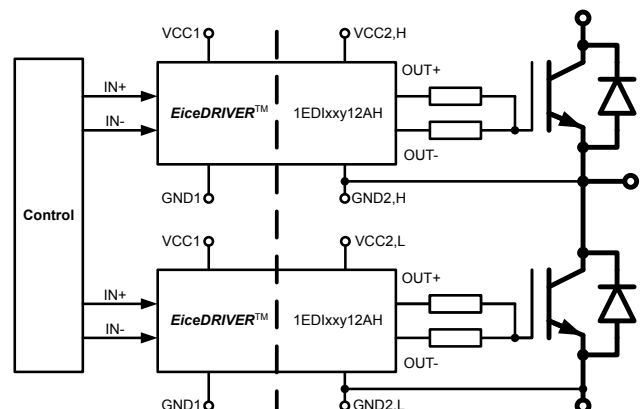 VCC1 VCC2,H
OUT+
IN+
EiceDRIVER™ 1EDIxxy12AH
IN-
OUT-
GND1 GND2,H
Control
VCC1 VCC2,L
OUT+
IN+
EiceDRIVER™ 1EDIxxy12AH
IN-
OUT-
GND1 GND2,L